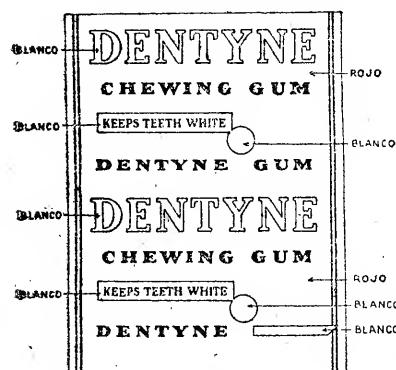 BLANCO DENTYNE
CHEWING GUM ROJO
BLANCO KEEPS TEETH WHITE
BLANCO
DENTYNE GUM
BLANCO DENTYNE
CHEWING GUM
ROJO
BLANCO KEEPS TEETH WHITE
BLANCO
DENTYNE BLANCO